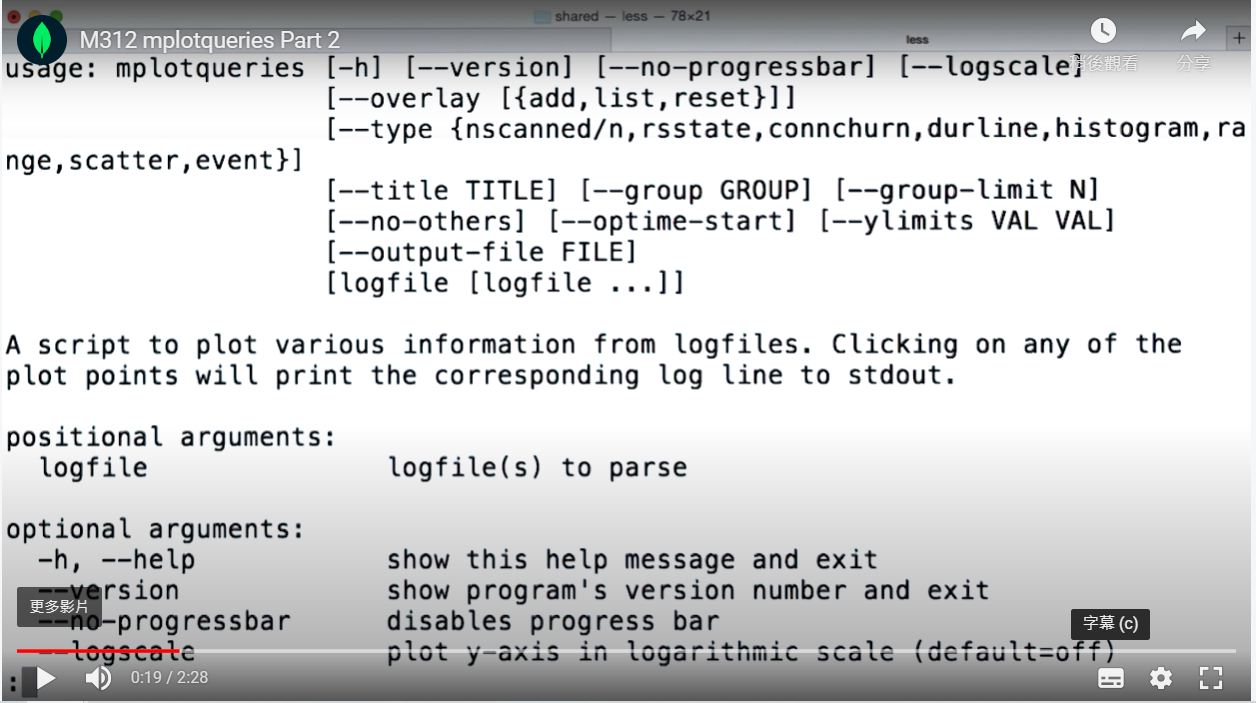 shared — less — 78×21
less
M312 mplotqueries Part 2
稍後觀看
分享
usage: mplotqueries [-h] [--version] [--no-progressbar] [--logscale]
[--overlay [{add,list,reset}]]
[--type {nscanned/n,rsstate,connchurn,durline,histogram,ra
nge,scatter,event}]
[--title TITLE] [--group GROUP] [--group-limit N]
[--no-others] [--optime-start] [--ylimits VAL VAL]
[--output-file FILE]
[logfile [logfile ...]]
A script to plot various information from logfiles. Clicking on any of the
plot points will print the corresponding log line to stdout.
positional arguments:
logfile logfile(s) to parse
optional arguments:
-h, --help show this help message and exit
--version show program's version number and exit
更多影片
--no-progressbar disables progress bar
字幕 (c)
--logscale plot y-axis in logarithmic scale (default=off)
:
0:19 / 2:28